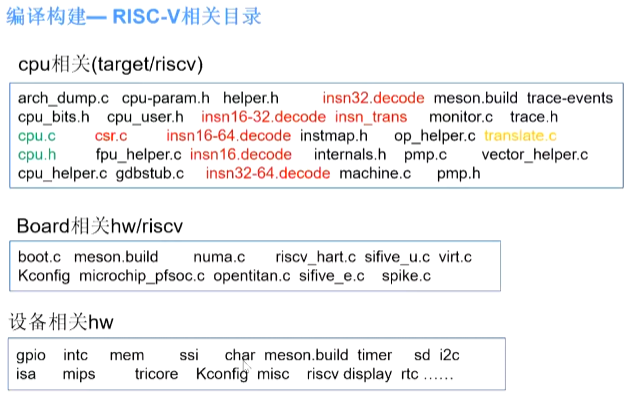 编译构建— RISC-V相关目录
cpu相关(target/riscv)
arch_dump.c cpu-param.h helper.h insn32.decode meson.build trace-events
cpu_bits.h cpu_user.h insn16-32.decode insn_trans monitor.c trace.h
cpu.c csr.c insn16-64.decode instmap.h op_helper.c translate.c
cpu.h fpu_helper.c insn16.decode internals.h pmp.c vector_helper.c
cpu_helper.c gdbstub.c insn32-64.decode machine.c pmp.h
Board相关hw/riscv
boot.c meson.build numa.c riscv_hart.c sifive_u.c virt.c
Kconfig microchip_pfsoc.c opentitan.c sifive_e.c spike.c
设备相关hw
gpio intc mem ssi char meson.build timer sd i2c
isa mips tricore Kconfig misc riscv display rtc ……